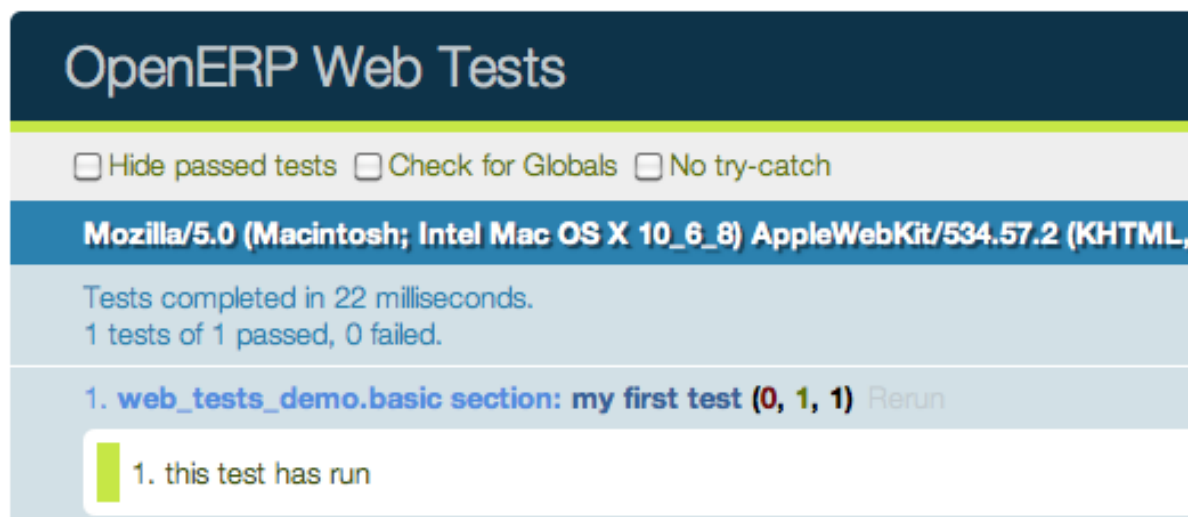 OpenERP Web Tests
Hide passed tests Check for Globals No try-catch
Mozilla/5.0 (Macintosh; Intel Mac OS X 10_6_8) AppleWebKit/534.57.2 (KHTML,
Tests completed in 22 milliseconds.
1 tests of 1 passed, 0 failed.
1. web_tests_demo.basic section: my first test (0, 1, 1) Rerun
1. this test has run